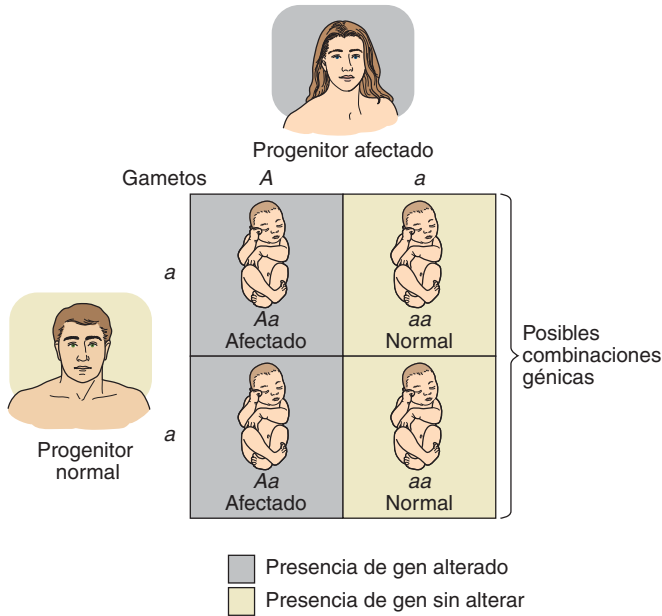 Progenitor afectado
Gametos A a
a
Aa
Afectado
aa
Normal
Progenitor
normal
a
Aa
Afectado
aa
Normal
Posibles
combinaciones
génicas
Presencia de gen alterado
Presencia de gen sin alterar